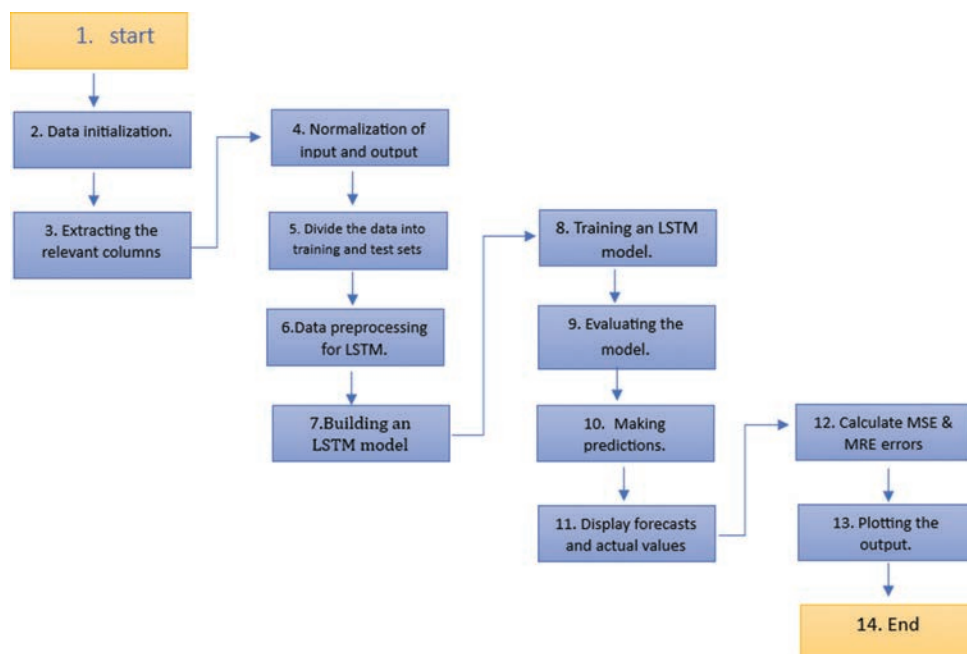 1. start
2. Data initialization.
3. Extracting the
relevant columns
4. Normalization of
input and output
5. Divide the data into
training and test sets
6.Data preprocessing
for LSTM.
7.Building an
LSTM model
8. Training an LSTM
model.
9. Evaluating the
model.
10. Making
predictions.
11. Display forecasts
and actual values
12. Calculate MSE &
MRE errors
13. Plotting the
output.
14. End